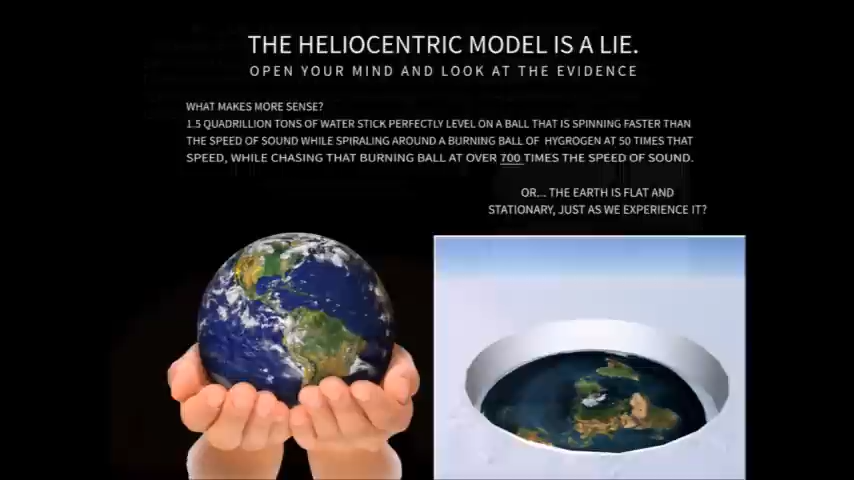 THE HELIOCENTRIC MODEL IS A LIE.
OPEN YOUR MIND AND LOOK AT THE EVIDENCE
WHAT MAKES MORE SENSE?
1.5 QUADRILLION TONS OF WATER STICK PERFECTLY LEVEL ON A BALL THAT IS SPINNING FASTER THAN
THE SPEED OF SOUND WHILE SPIRALING AROUND A BURNING BALL OF HYGROGEN AT 50 TIMES THAT
SPEED, WHILE CHASING THAT BURNING BALL AT OVER 700 TIMES THE SPEED OF SOUND.
OR... THE EARTH IS FLAT AND
STATIONARY, JUST AS WE EXPERIENCE IT?